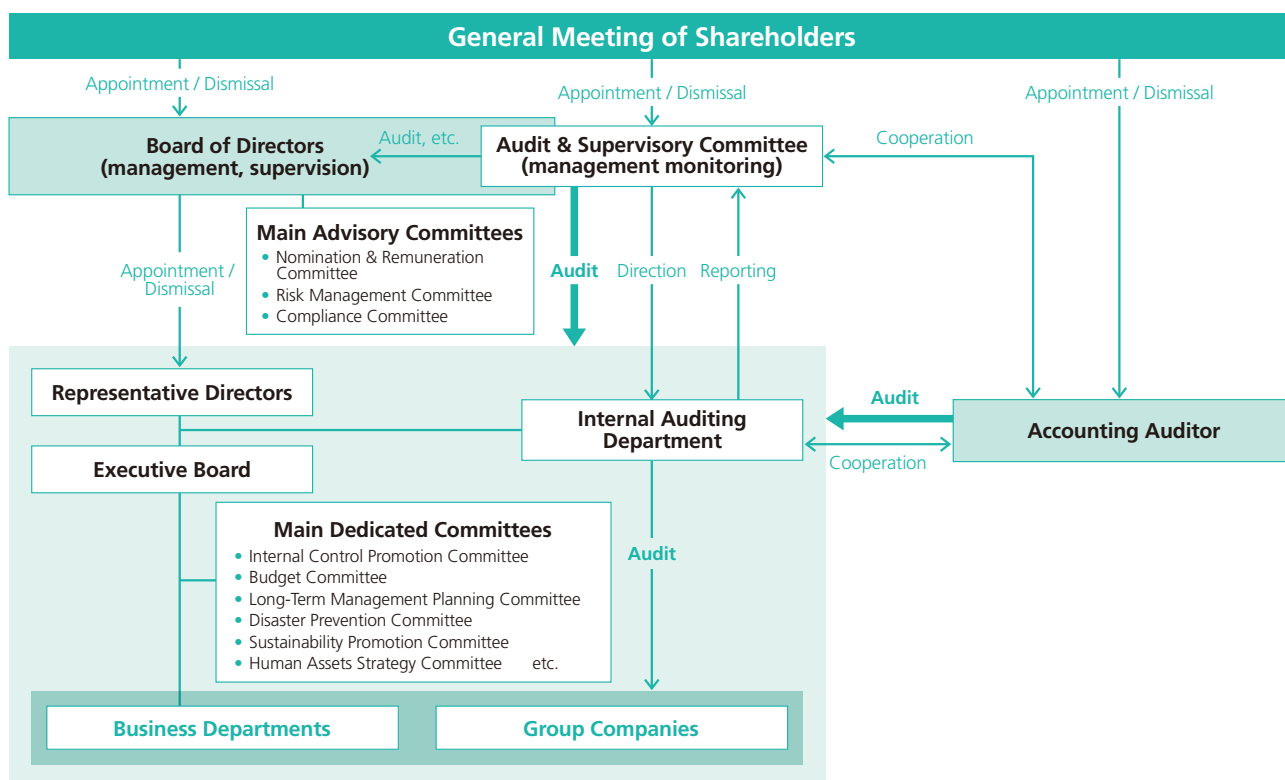 General Meeting of Shareholders
Appointment / Dismissal
Appointment / Dismissal
Appointment / Dismissal
Board of Directors
(management, supervision)
Audit, etc.
Audit & Supervisory Committee
(management monitoring)
Cooperation
Main Advisory Committees
• Nomination & Remuneration
Committee
• Risk Management Committee
• Compliance Committee
Appointment /
Dismissal
Audit
Direction
Reporting
Representative Directors
Internal Auditing
Department
Audit
Accounting Auditor
Cooperation
Executive Board
Main Dedicated Committees
• Internal Control Promotion Committee
• Budget Committee
• Long-Term Management Planning Committee
• Disaster Prevention Committee
• Sustainability Promotion Committee
• Human Assets Strategy Committee etc.
Audit
Business Departments
Group Companies